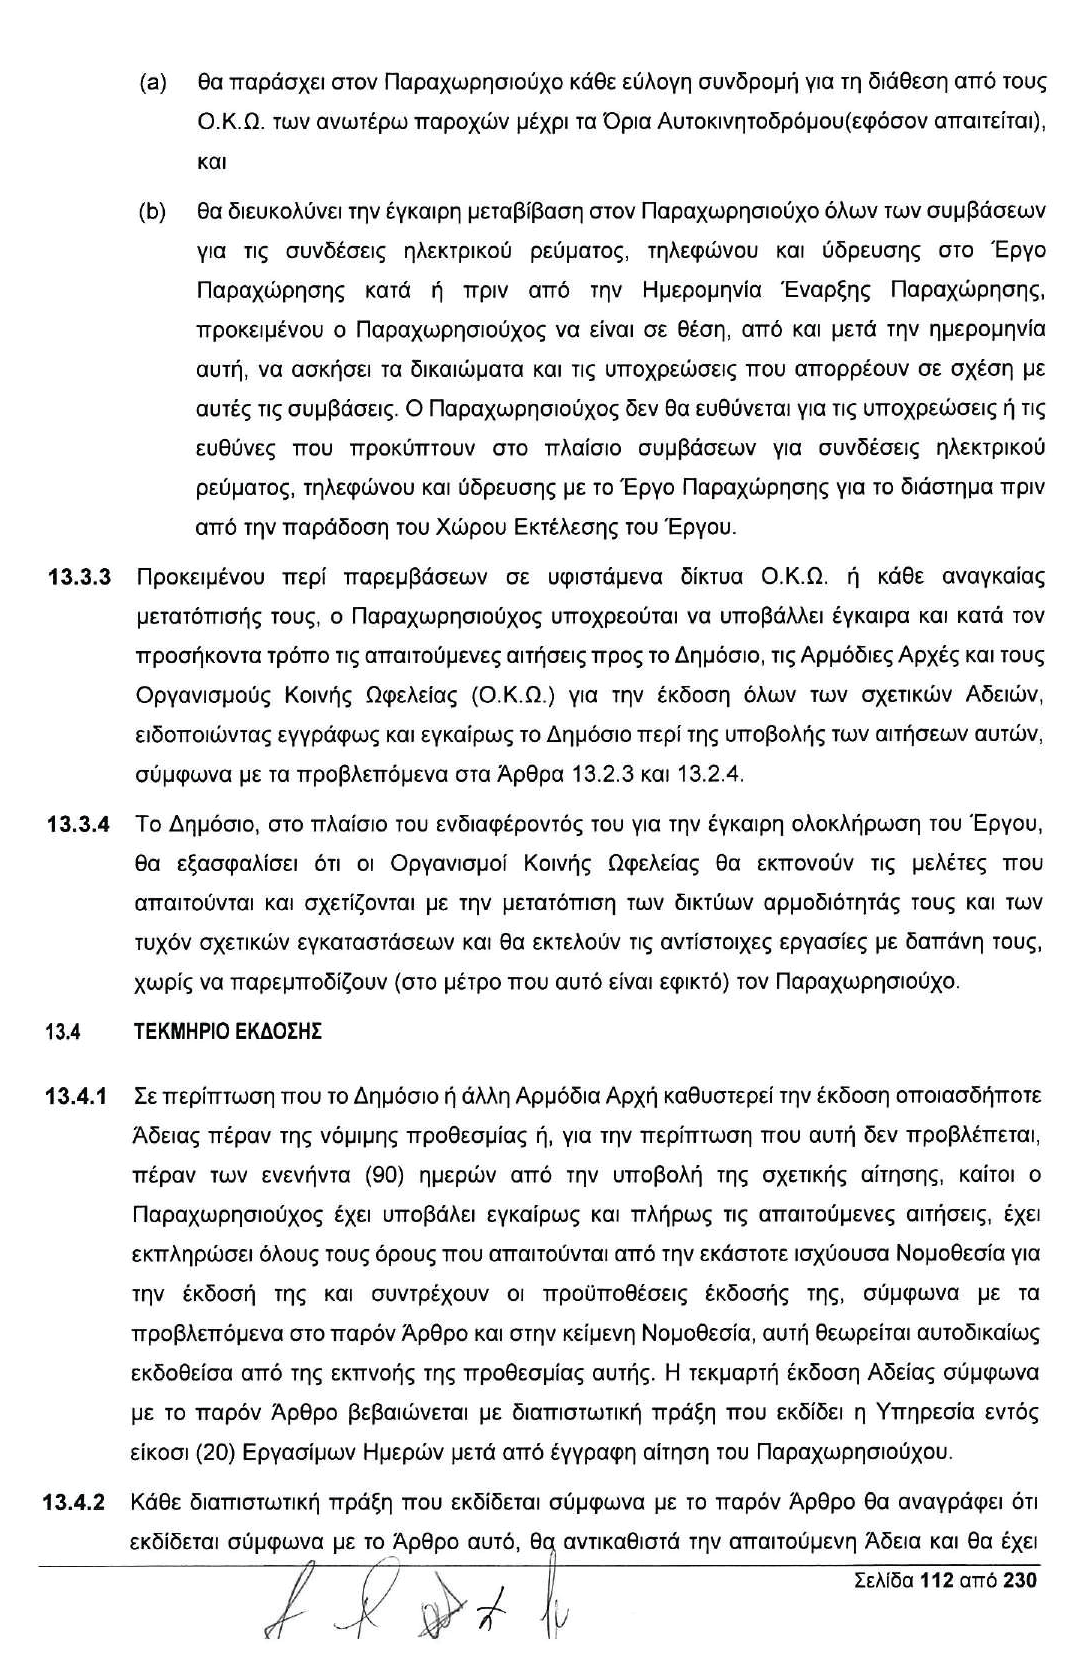 (a) θα παράσχει στον Παραχωρησιούχο κάθε εύλογη συνδρομή για τη διάθεση από τους
Ο.Κ.Ω. των ανωτέρω παροχών μέχρι τα Όρια Αυτοκινητοδρόμου(εφόσον απαιτείται),
και
(b) θα διευκολύνει την έγκαιρη μεταβίβαση στον Παραχωρησιούχο όλων των συμβάσεων
για τις συνδέσεις ηλεκτρικού ρεύματος, τηλεφώνου και ύδρευσης στο Έργο
Παραχώρησης κατά ή πριν από την Ημερομηνία Έναρξης Παραχώρησης,
προκειμένου ο Παραχωρησιούχος να είναι σε θέση, από και μετά την ημερομηνία
αυτή, να ασκήσει τα δικαιώματα και τις υποχρεώσεις που απορρέουν σε σχέση με
αυτές τις συμβάσεις. Ο Παραχωρησιούχος δεν θα ευθύνεται για τις υποχρεώσεις ή τις
ευθύνες που προκύπτουν στο πλαίσιο συμβάσεων για συνδέσεις ηλεκτρικού
ρεύματος, τηλεφώνου και ύδρευσης με το Έργο Παραχώρησης για το διάστημα πριν
από την παράδοση του Χώρου Εκτέλεσης του Έργου.
13.3.3 Προκειμένου περί παρεμβάσεων σε υφιστάμενα δίκτυα Ο.Κ.Ω. ή κάθε αναγκαίας
μετατόπισής τους, ο Παραχωρησιούχος υποχρεούται να υποβάλλει έγκαιρα και κατά τον
προσήκοντα τρόπο τις απαιτούμενες αιτήσεις προς το Δημόσιο, τις Αρμόδιες Αρχές και τους
Οργανισμούς Κοινής Ωφελείας (Ο.Κ.Ω.) για την έκδοση όλων των σχετικών Αδειών,
ειδοποιώντας εγγράφως και εγκαίρως το Δημόσιο περί της υποβολής των αιτήσεων αυτών,
σύμφωνα με τα προβλεπόμενα στα Άρθρα 13.2.3 και 13.2.4.
13.3.4 Το Δημόσιο, στο πλαίσιο του ενδιαφέροντός του για την έγκαιρη ολοκλήρωση του Έργου,
θα εξασφαλίσει ότι οι Οργανισμοί Κοινής Ωφελείας θα εκπονούν τις μελέτες που
απαιτούνται και σχετίζονται με την μετατόπιση των δικτύων αρμοδιότητάς τους και των
τυχόν σχετικών εγκαταστάσεων και θα εκτελούν τις αντίστοιχες εργασίες με δαπάνη τους,
χωρίς να παρεμποδίζουν (στο μέτρο που αυτό είναι εφικτό) τον Παραχωρησιούχο.
13.4 ΤΕΚΜΗΡΙΟ ΕΚΔΟΣΗΣ
13.4.1 Σε περίπτωση που το Δημόσιο ή άλλη Αρμόδια Αρχή καθυστερεί την έκδοση οποιασδήποτε
Άδειας πέραν της νόμιμης προθεσμίας ή, για την περίπτωση που αυτή δεν προβλέπεται,
πέραν των ενενήντα (90) ημερών από την υποβολή της σχετικής αίτησης, καίτοι ο
Παραχωρησιούχος έχει υποβάλει εγκαίρως και πλήρως τις απαιτούμενες αιτήσεις, έχει
εκπληρώσει όλους τους όρους που απαιτούνται από την εκάστοτε ισχύουσα Νομοθεσία για
την έκδοσή της και συντρέχουν οι προϋποθέσεις έκδοσής της, σύμφωνα με τα
προβλεπόμενα στο παρόν Άρθρο και στην κείμενη Νομοθεσία, αυτή θεωρείται αυτοδικαίως
εκδοθείσα από της εκπνοής της προθεσμίας αυτής. Η τεκμαρτή έκδοση Αδείας σύμφωνα
με το παρόν Άρθρο βεβαιώνεται με διαπιστωτική πράξη που εκδίδει η Υπηρεσία εντός
είκοσι (20) Εργασίμων Ημερών μετά από έγγραφη αίτηση του Παραχωρησιούχου.
13.4.2 Κάθε διαπιστωτική πράξη που εκδίδεται σύμφωνα με το παρόν Άρθρο θα αναγράφει ότι
εκδίδεται σύμφωνα με το Άρθρο αυτό, θα αντικαθιστά την απαιτούμενη Άδεια και θα έχει
Σελίδα 112 από 230